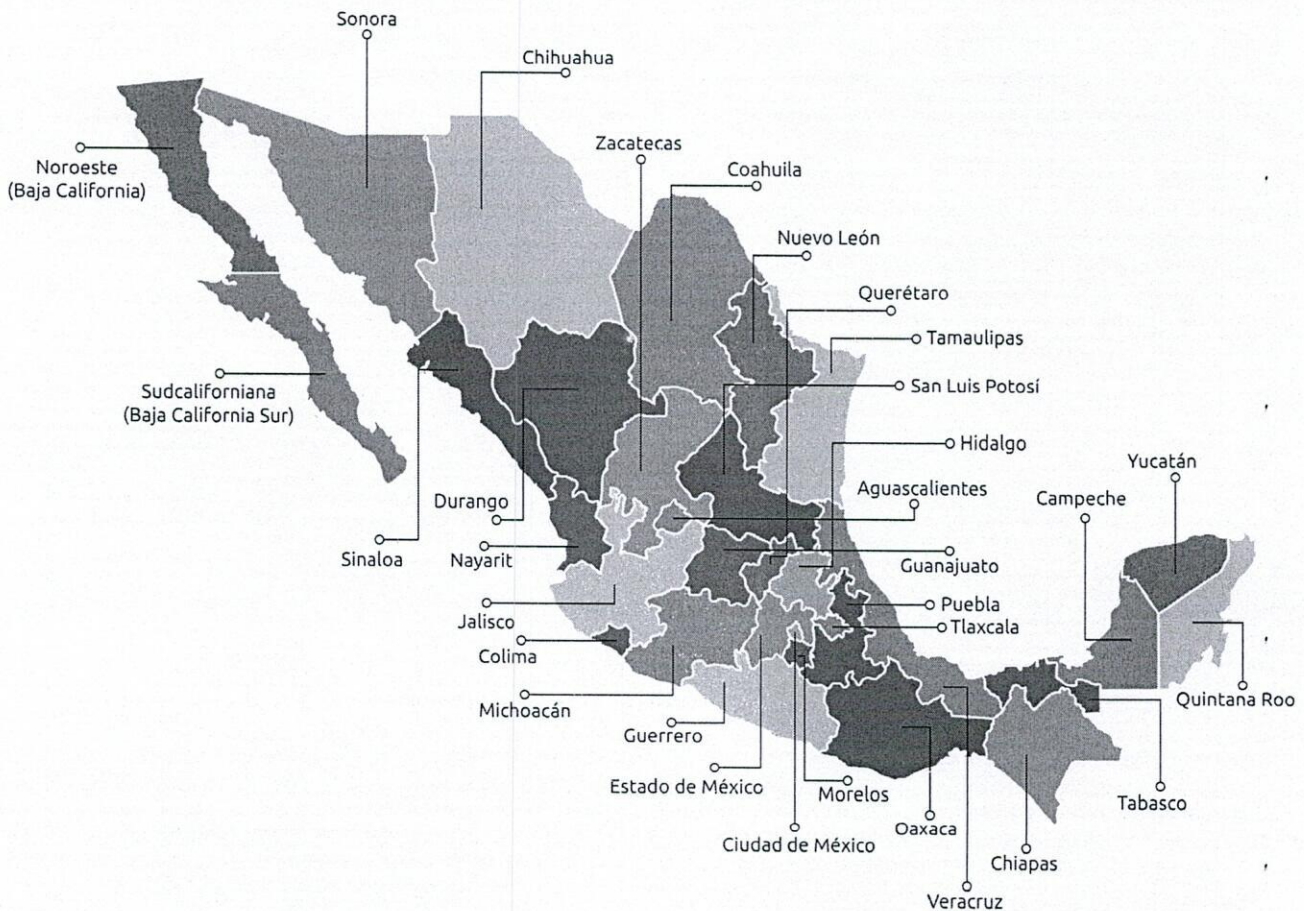 Sonora
Chihuahua
Zacatecas
Noroeste
(Baja California)
Coahuila
Nuevo León
Querétaro
Tamaulipas
Sudcaliforniana
(Baja California Sur)
San Luis Potosí
Hidalgo
Yucatán
Aguascalientes
Campeche
Durango
Sinaloa
Nayarit
Guanajuato
Puebla
Jalisco
Tlaxcala
Colima
Quintana Roo
Michoacán
Guerrero
Estado de México
Morelos
Tabasco
Oaxaca
Ciudad de México
Chiapas
Veracruz